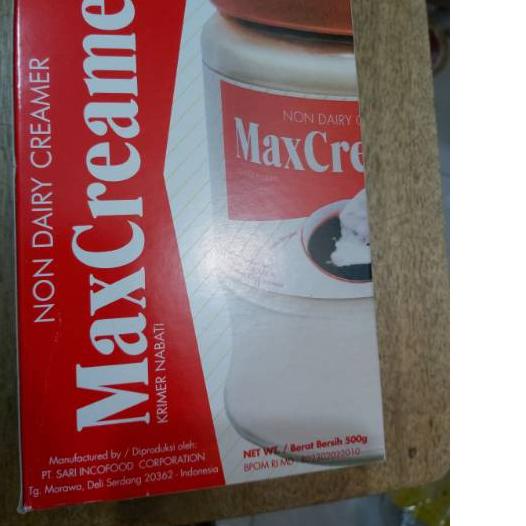 NON DAIRY CREAMER
MaxCreame
KRIMER NABATI
Manufactured by / Diproduksi oleh:
PT. SARI INCOFOOD CORPORATION
Tg. Morawa, Deli Serdang 20362 - Indonesia
NON DAIRY C
MaxCre
NET WT. / Berat Bersih 500g
BPOM RI MD